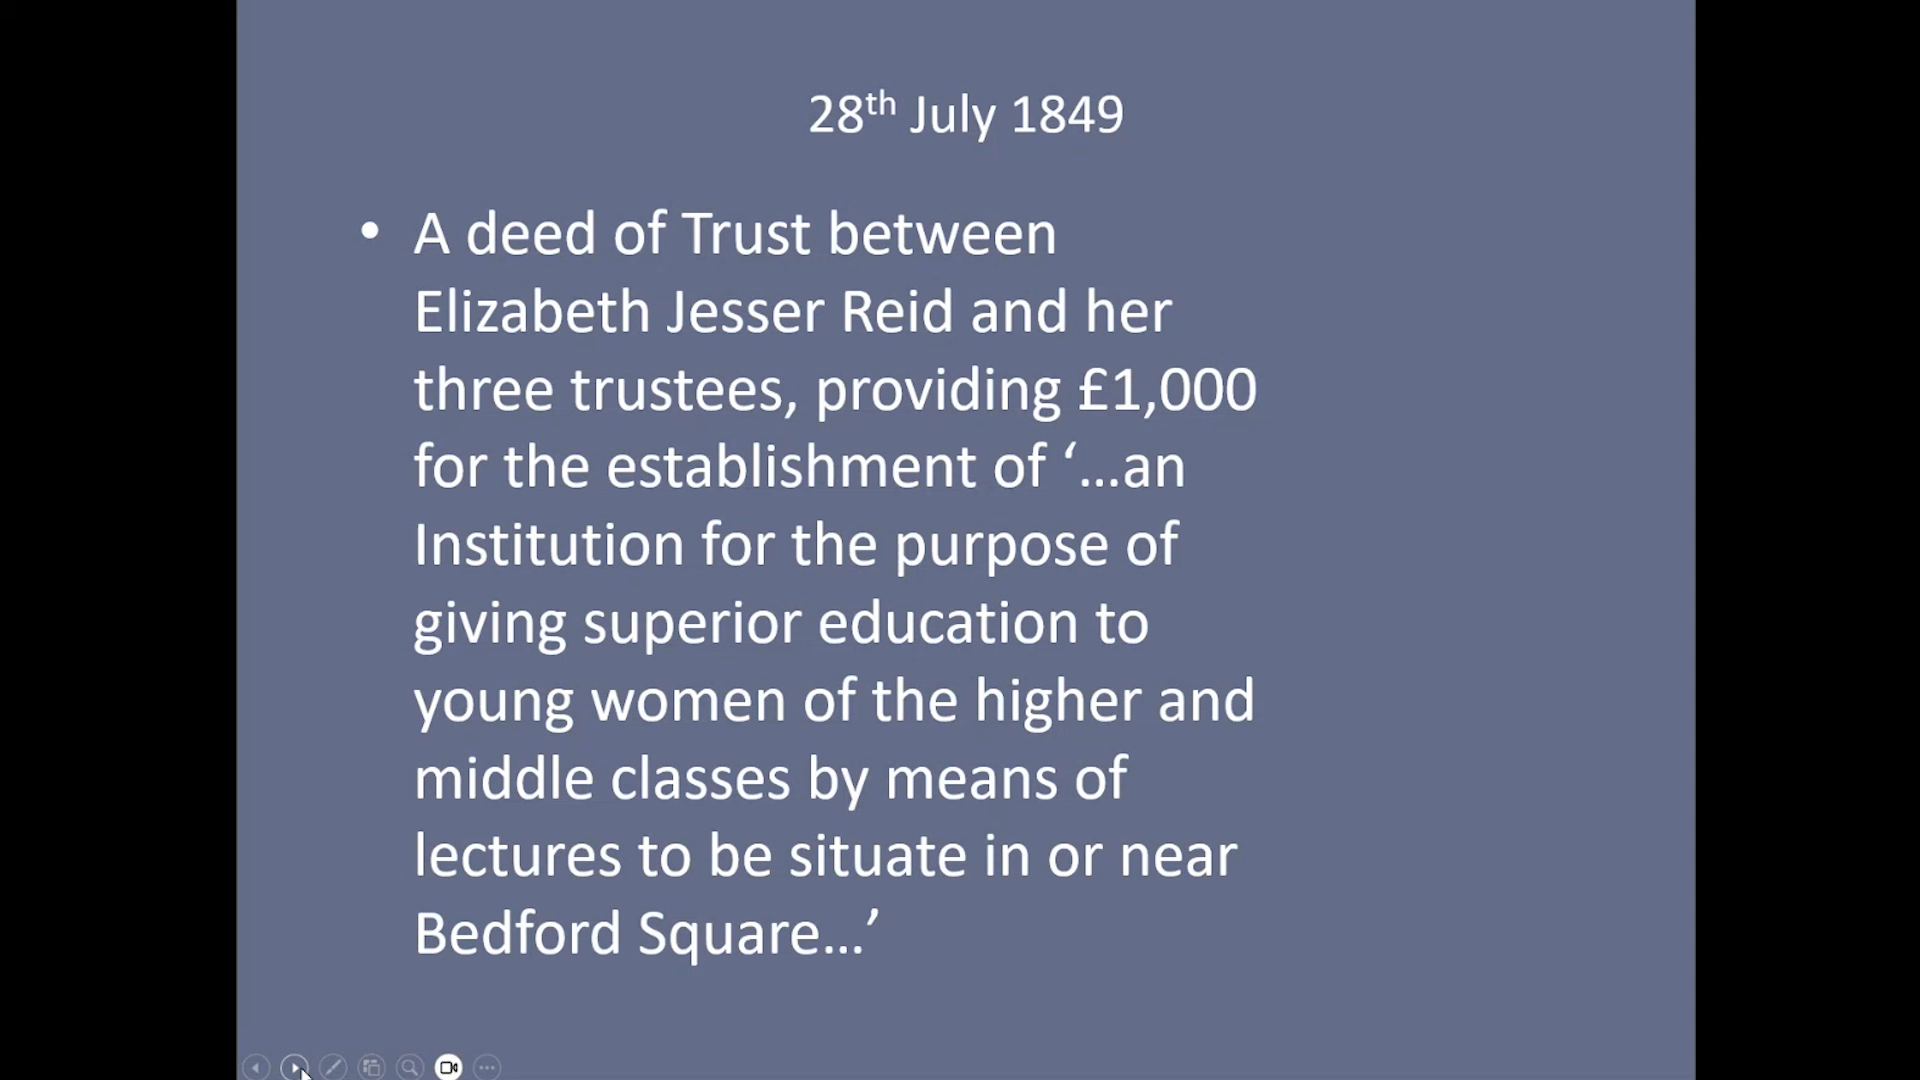 28th July 1849
• A deed of Trust between
Elizabeth Jesser Reid and her
three trustees, providing £1,000
for the establishment of ‘...an
Institution for the purpose of
giving superior education to
young women of the higher and
middle classes by means of
lectures to be situate in or near
Bedford Square...’